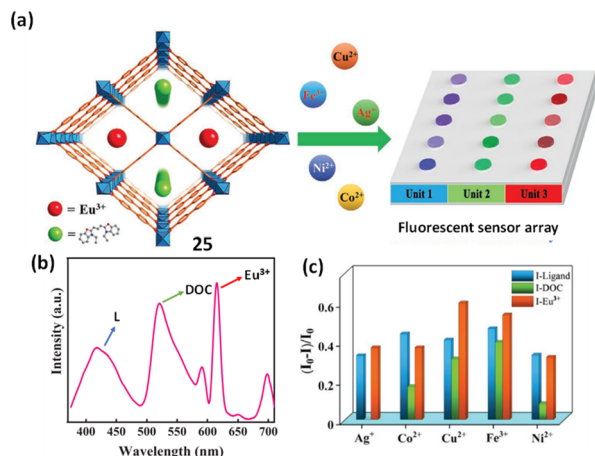 (a)
Cu²⁺
Fe³⁺
Ag⁺
Ni²⁺
Co²⁺
= Eu³⁺
=
25
Unit 1 Unit 2 Unit 3
Fluorescent sensor array
(b)
L
DOC
Eu³⁺
Intensity (a.u.)
400 450 500 550 600 650 700
Wavelength (nm)
(c)
I-Ligand
I-DOC
I-Eu³⁺
(I₀-I)/I₀
0.6
0.4
0.2
0.0
Ag⁺ Co²⁺ Cu²⁺ Fe³⁺ Ni²⁺